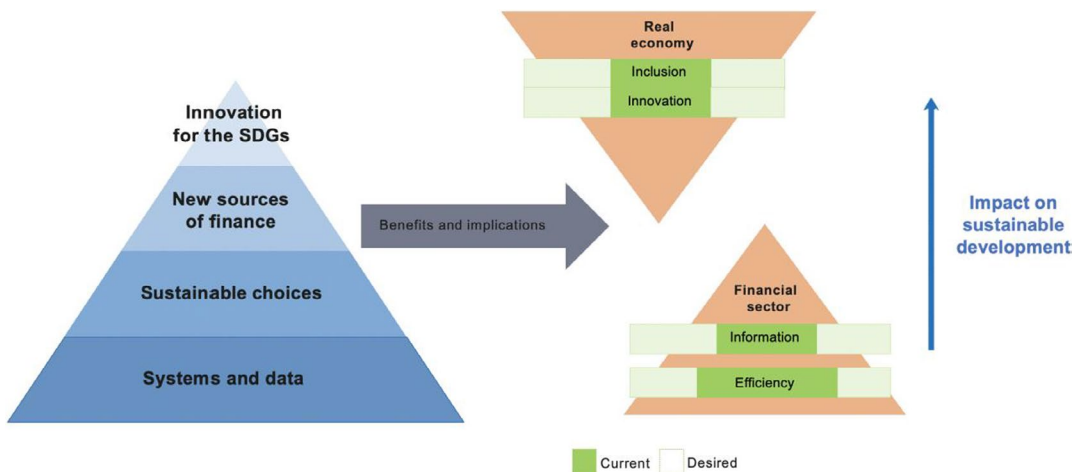 Innovation
for the SDGs
New sources
of finance
Sustainable choices
Systems and data
Benefits and implications
Real
economy
Inclusion
Innovation
Financial
sector
Information
Efficiency
Impact on
sustainable
development:
Current
Desired